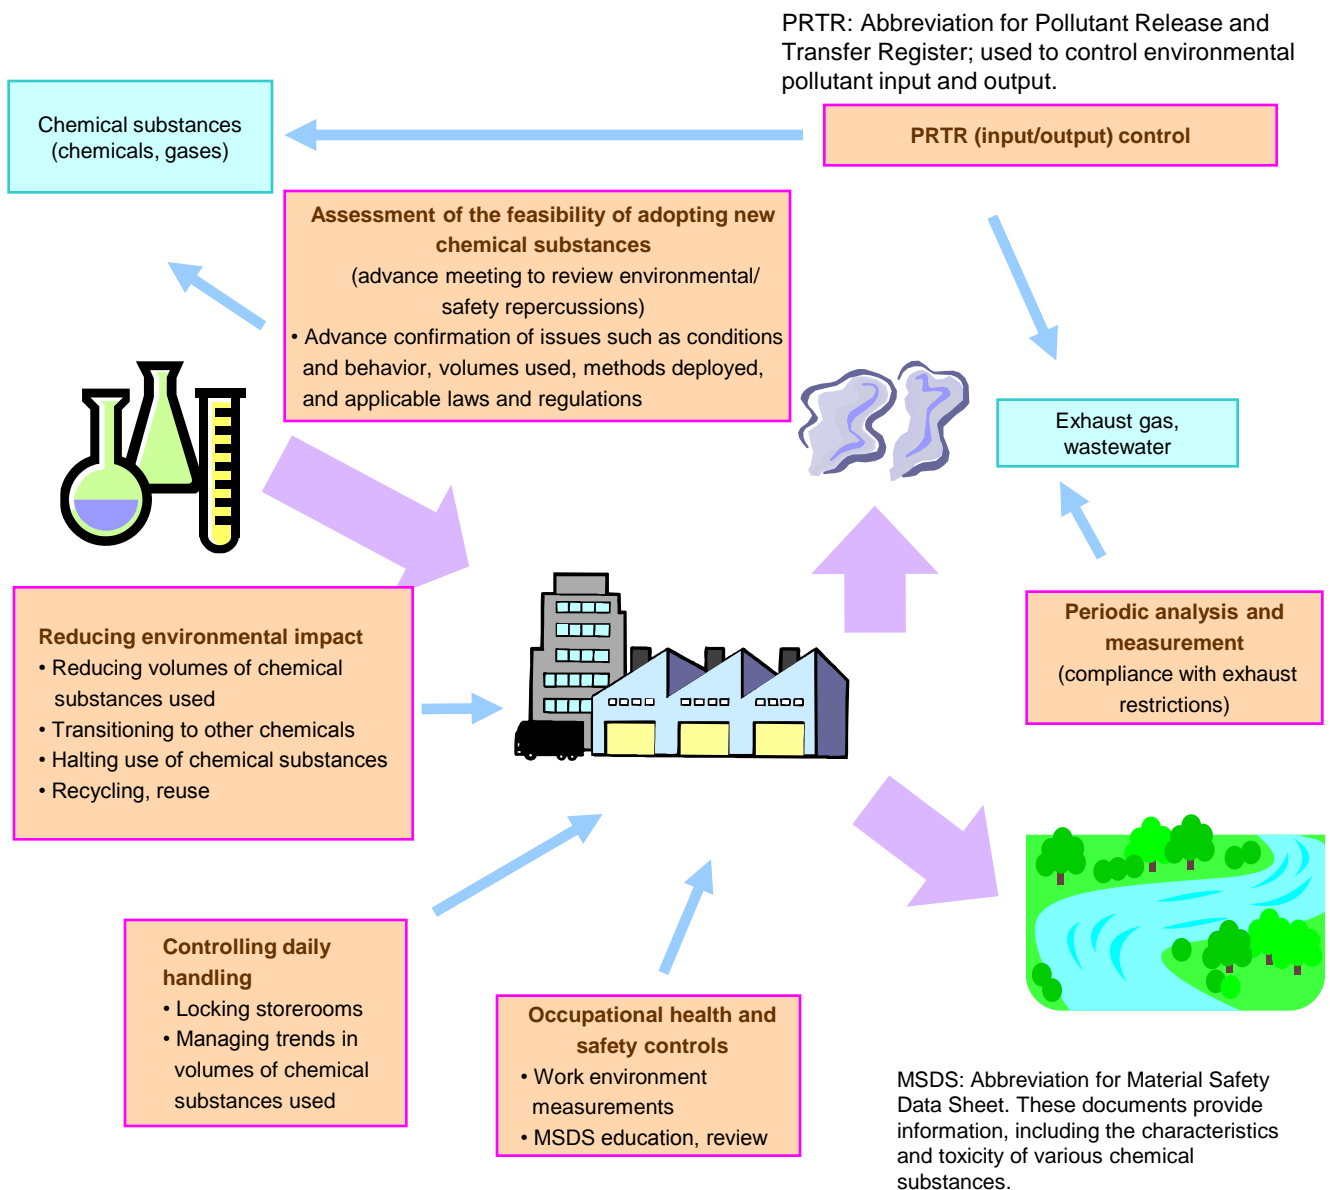 PRTR: Abbreviation for Pollutant Release and
Transfer Register; used to control environmental
pollutant input and output.
Chemical substances
(chemicals, gases)
PRTR (input/output) control
Assessment of the feasibility of adopting new
chemical substances
(advance meeting to review environmental/
safety repercussions)
• Advance confirmation of issues such as conditions
and behavior, volumes used, methods deployed,
and applicable laws and regulations
Exhaust gas,
wastewater
Periodic analysis and
measurement
(compliance with exhaust
restrictions)
Reducing environmental impact
• Reducing volumes of chemical
substances used
• Transitioning to other chemicals
• Halting use of chemical substances
• Recycling, reuse
Controlling daily
handling
• Locking storerooms
• Managing trends in
volumes of chemical
substances used
Occupational health and
safety controls
• Work environment
measurements
• MSDS education, review
MSDS: Abbreviation for Material Safety
Data Sheet. These documents provide
information, including the characteristics
and toxicity of various chemical
substances.